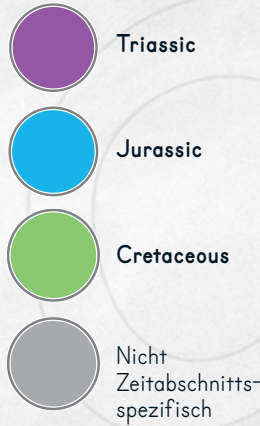 Triassic
Jurassic
Cretaceous
Nicht
Zeitabschnitts-
spezifisch